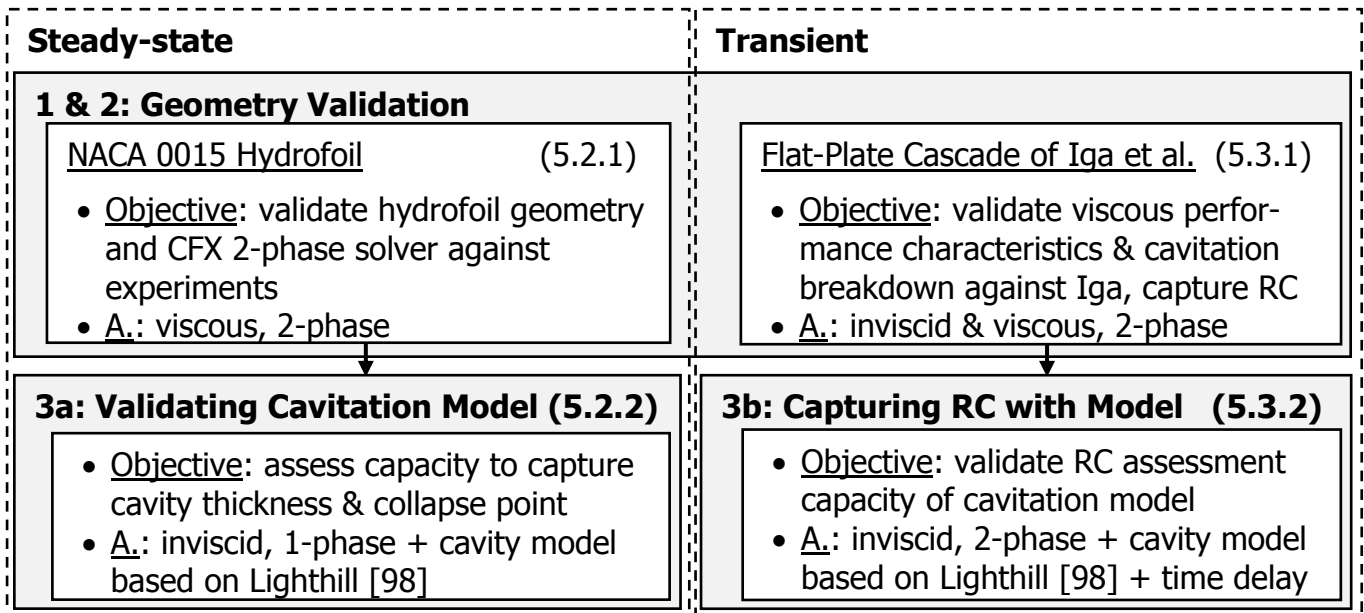 Steady-state
Transient
1 & 2: Geometry Validation
NACA 0015 Hydrofoil (5.2.1)
• Objective: validate hydrofoil geometry
and CFX 2-phase solver against
experiments
• A.: viscous, 2-phase
Flat-Plate Cascade of Iga et al. (5.3.1)
• Objective: validate viscous perfor-
mance characteristics & cavitation
breakdown against Iga, capture RC
• A.: inviscid & viscous, 2-phase
3a: Validating Cavitation Model (5.2.2)
• Objective: assess capacity to capture
cavity thickness & collapse point
• A.: inviscid, 1-phase + cavity model
based on Lighthill [98]
3b: Capturing RC with Model (5.3.2)
• Objective: validate RC assessment
capacity of cavitation model
• A.: inviscid, 2-phase + cavity model
based on Lighthill [98] + time delay